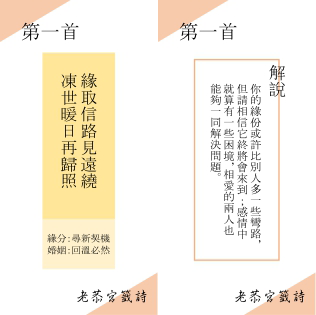 第一首
緣取信路見遠繞
凍世暖日再歸照
緣分:尋新契機
婚姻:回溫必然
老恭宮籤詩
第一首
解說
你的緣份或許比別人多一些彎路,
但請相信它終將會來到;感情中
就算有一些困境,相愛的兩人也
能夠一同解決問題。
老恭宮籤詩